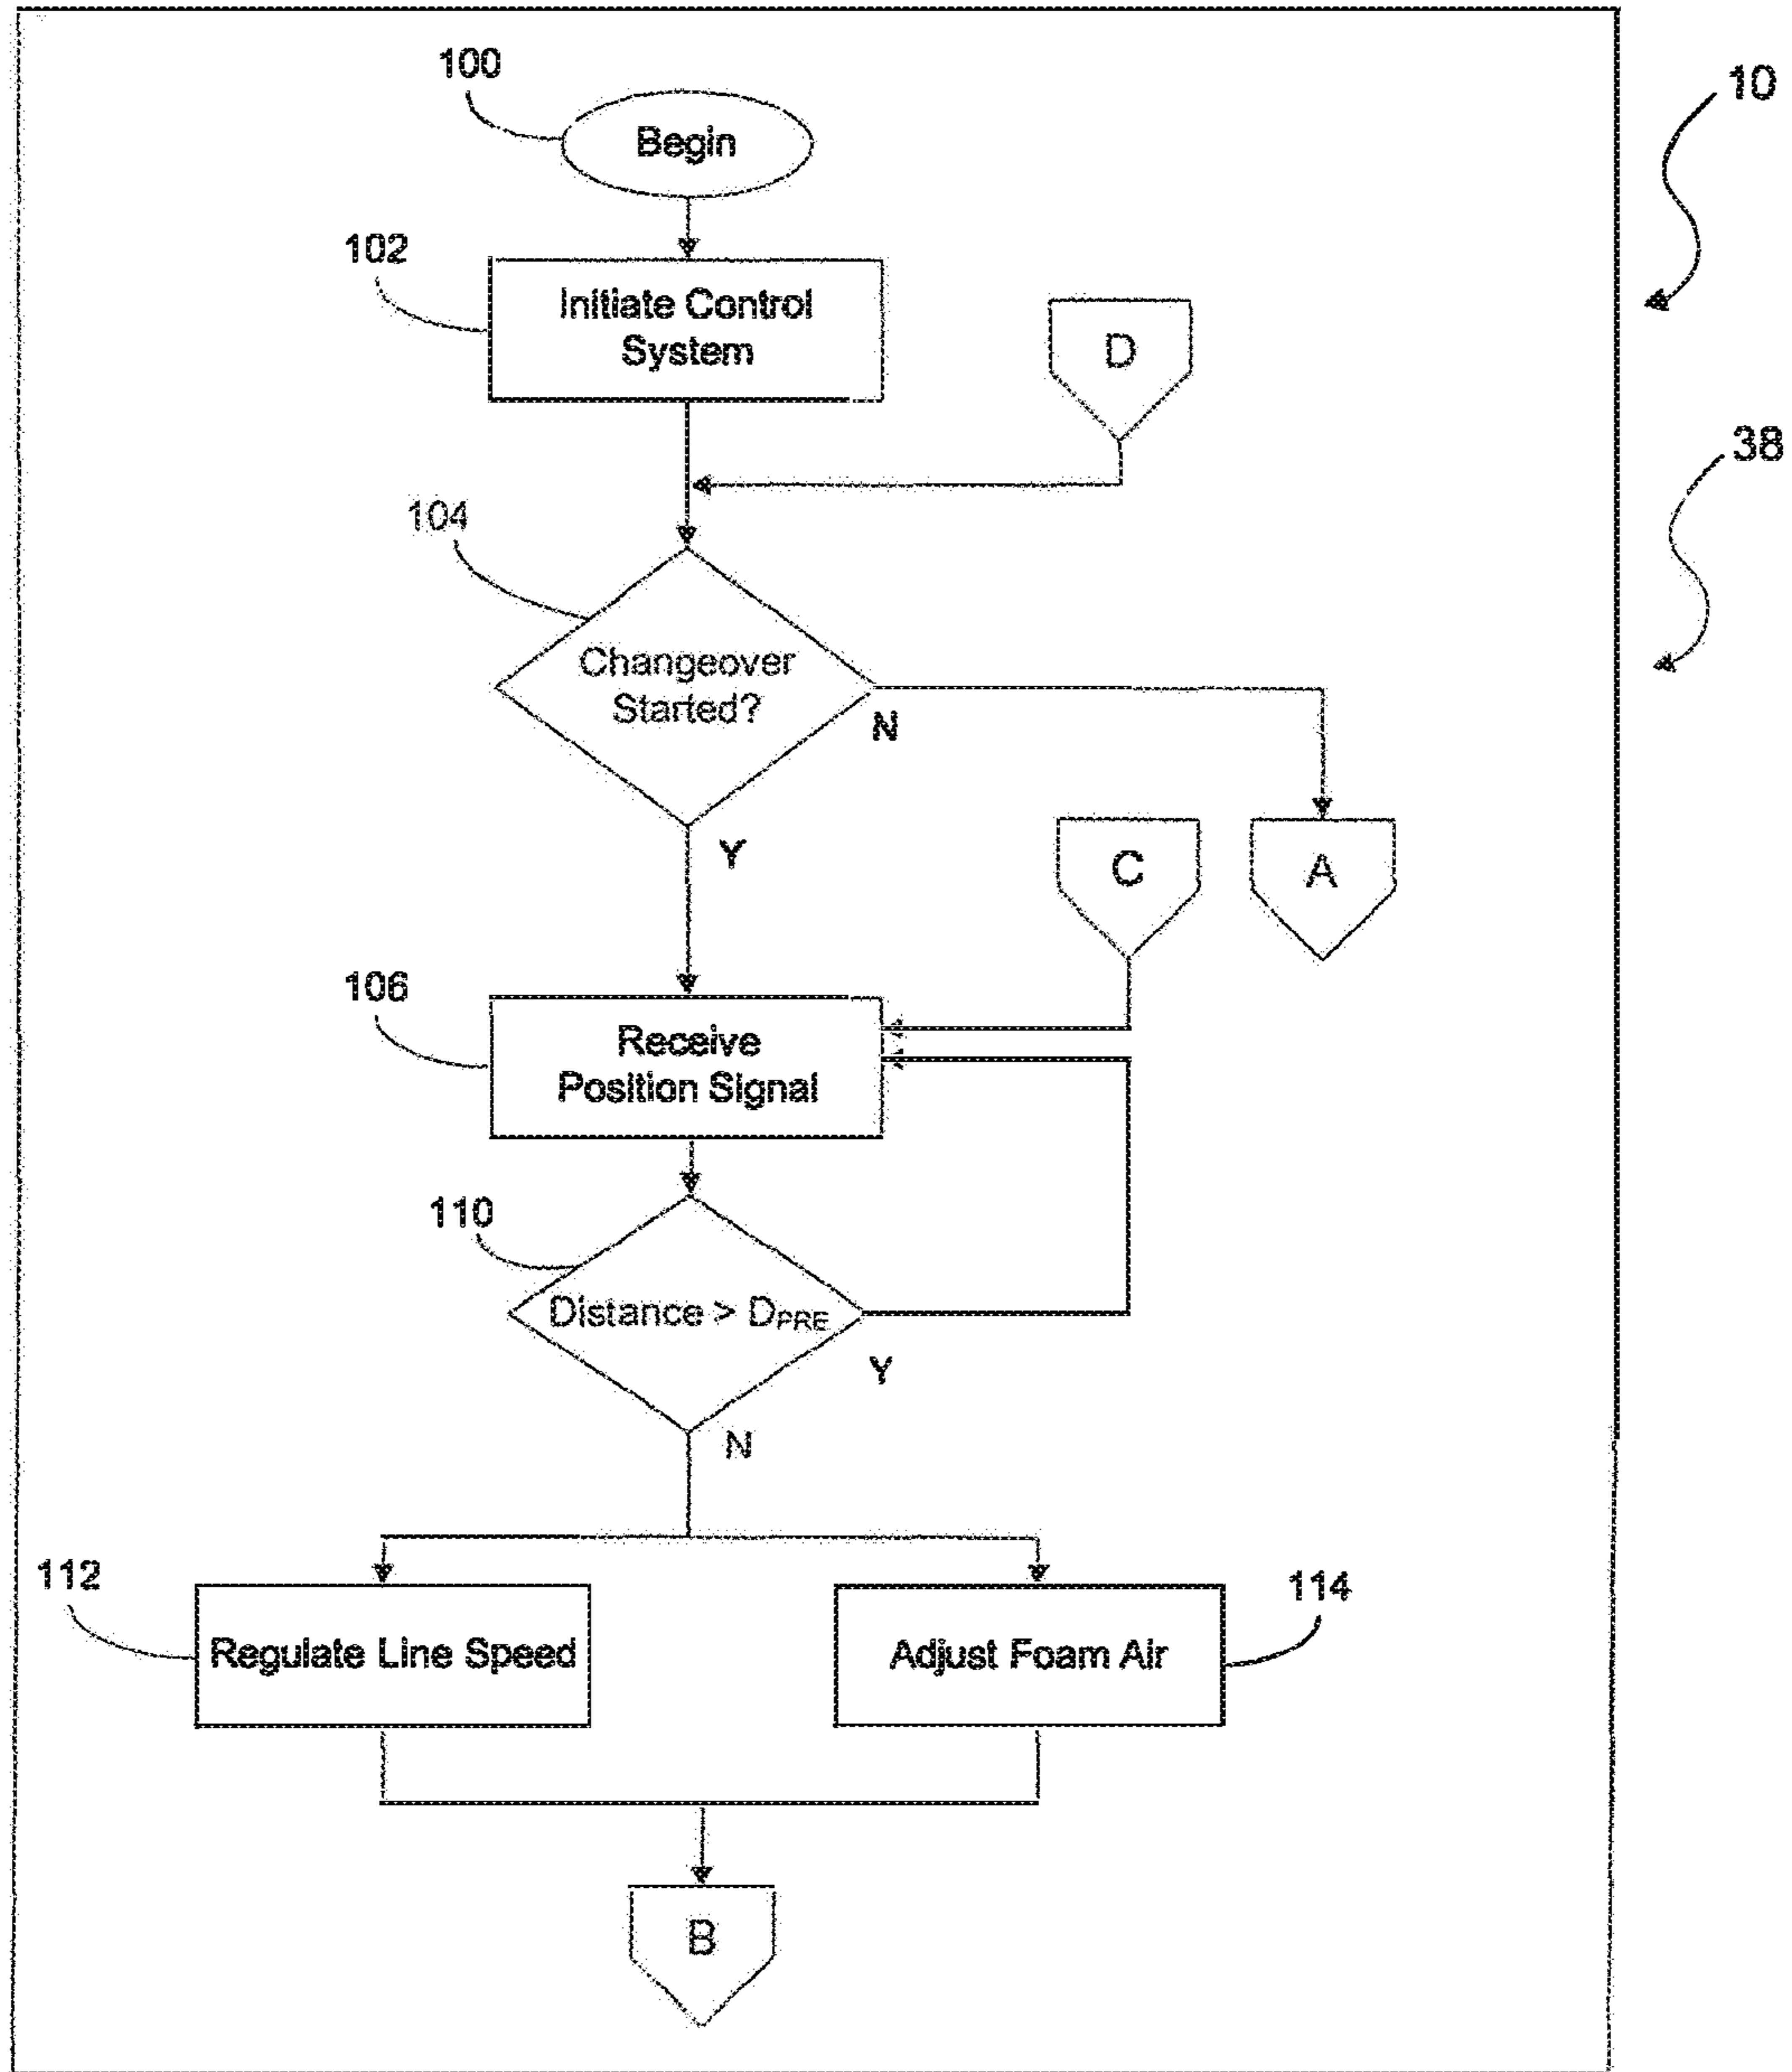 100
Begin
10
102
Initiate Control
System
D
38
104
Changeover
Started?
N
Y
C
A
106
Receive
Position Signal
110
Distance > DPRE
Y
N
112
Regulate Line Speed
Adjust Foam Air
114
B